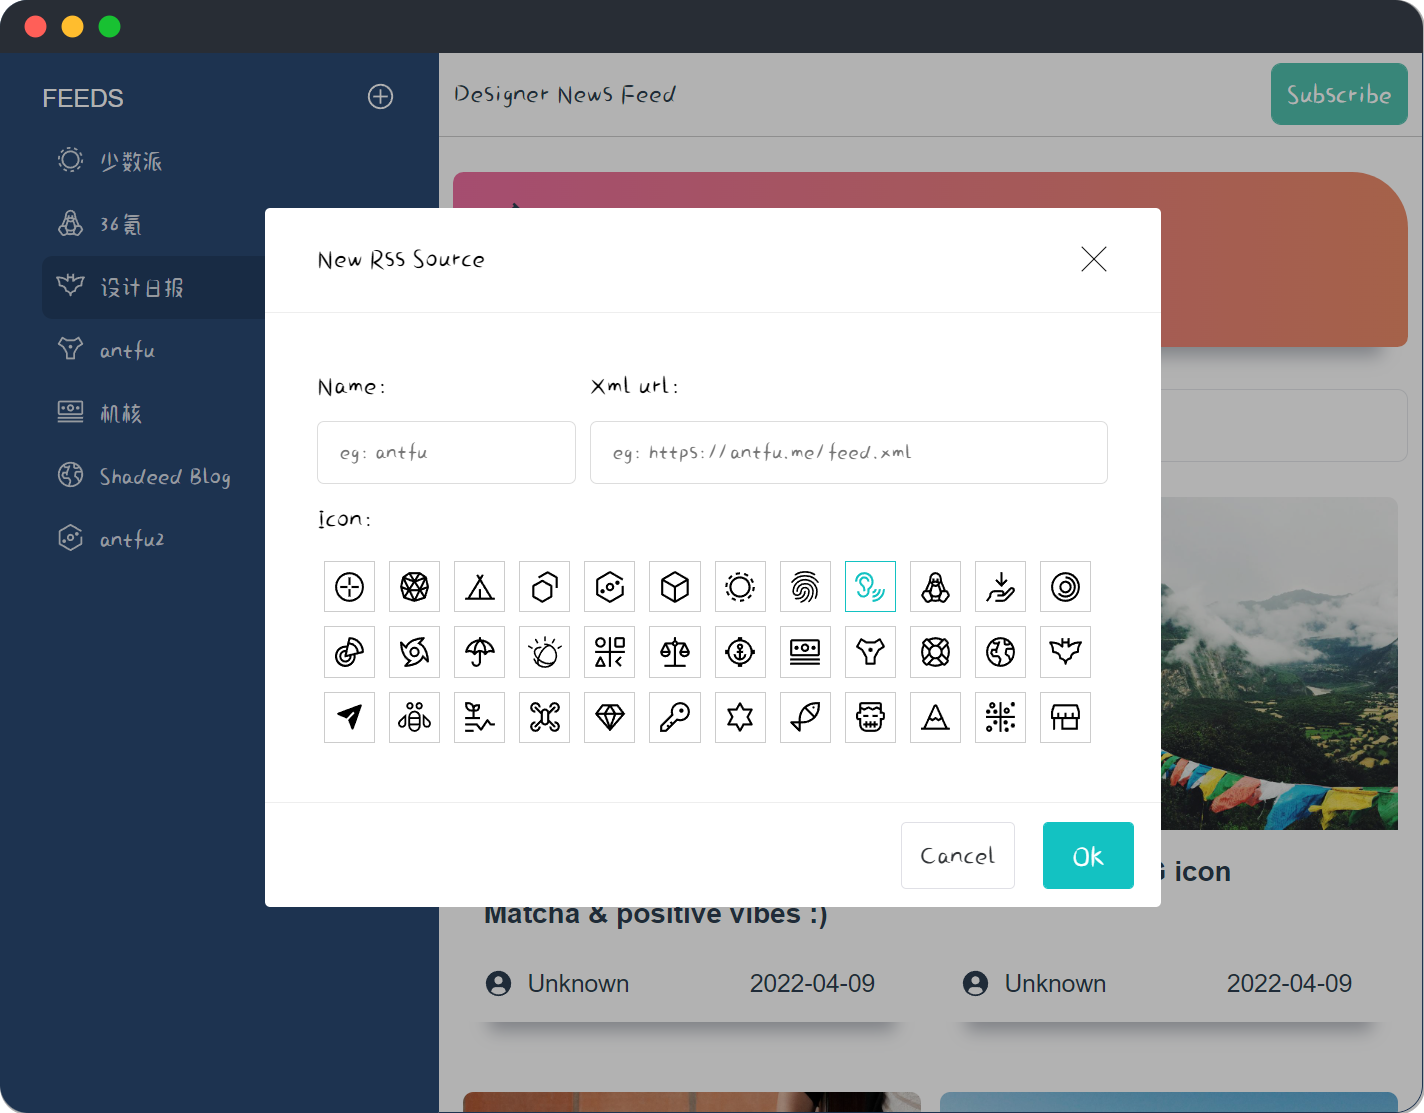 FEEDS
少数派
36氪
设计日报
antfu
机核
Shadeed Blog
antfu2
Designer News Feed
Subscribe
New Rss Source
Name:
Xml url:
eg: antfu
eg: https://antfu.me/feed.xml
Icon:
Cancel
Ok
icon
Matcha & positive vibes :)
Unknown
2022-04-09
Unknown
2022-04-09